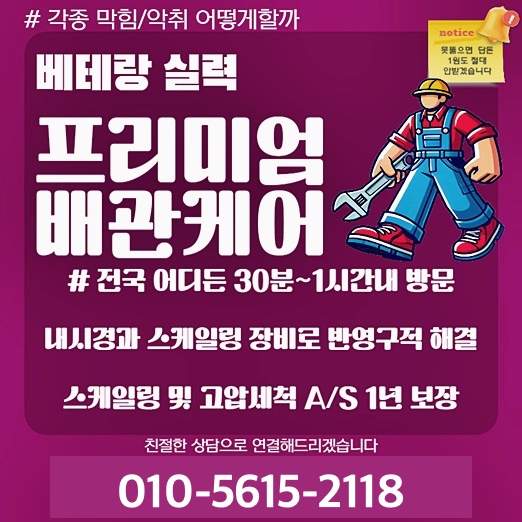 # 각종 막힘/악취 어떻게할까
notice
못뚫으면 단돈
1원도 절대
안받겠습니다
베테랑 실력
프리미엄
배관케어
# 전국 어디든 30분~1시간내 방문
내시경과 스케일링 장비로 반영구적 해결
스케일링 및 고압세척 A/S 1년 보장
친절한 상담으로 연결해드리겠습니다
010-5615-2118